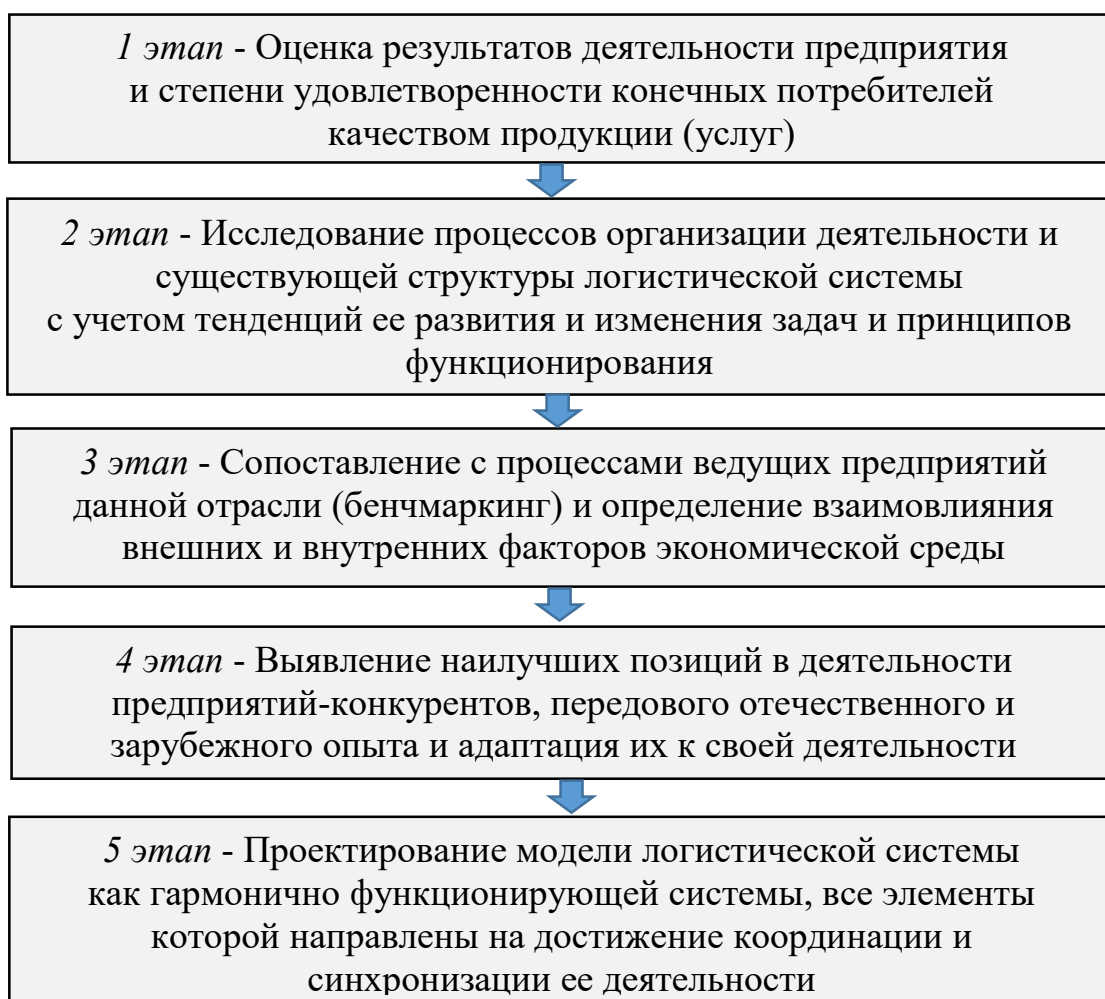 1 этап - Оценка результатов деятельности предприятия
и степени удовлетворенности конечных потребителей
качеством продукции (услуг)
2 этап - Исследование процессов организации деятельности и
существующей структуры логистической системы
с учетом тенденций ее развития и изменения задач и принципов
функционирования
3 этап - Сопоставление с процессами ведущих предприятий
данной отрасли (бенчмаркинг) и определение взаимовлияния
внешних и внутренних факторов экономической среды
4 этап - Выявление наилучших позиций в деятельности
предприятий-конкурентов, передового отечественного и
зарубежного опыта и адаптация их к своей деятельности
5 этап - Проектирование модели логистической системы
как гармонично функционирующей системы, все элементы
которой направлены на достижение координации и
синхронизации ее деятельности